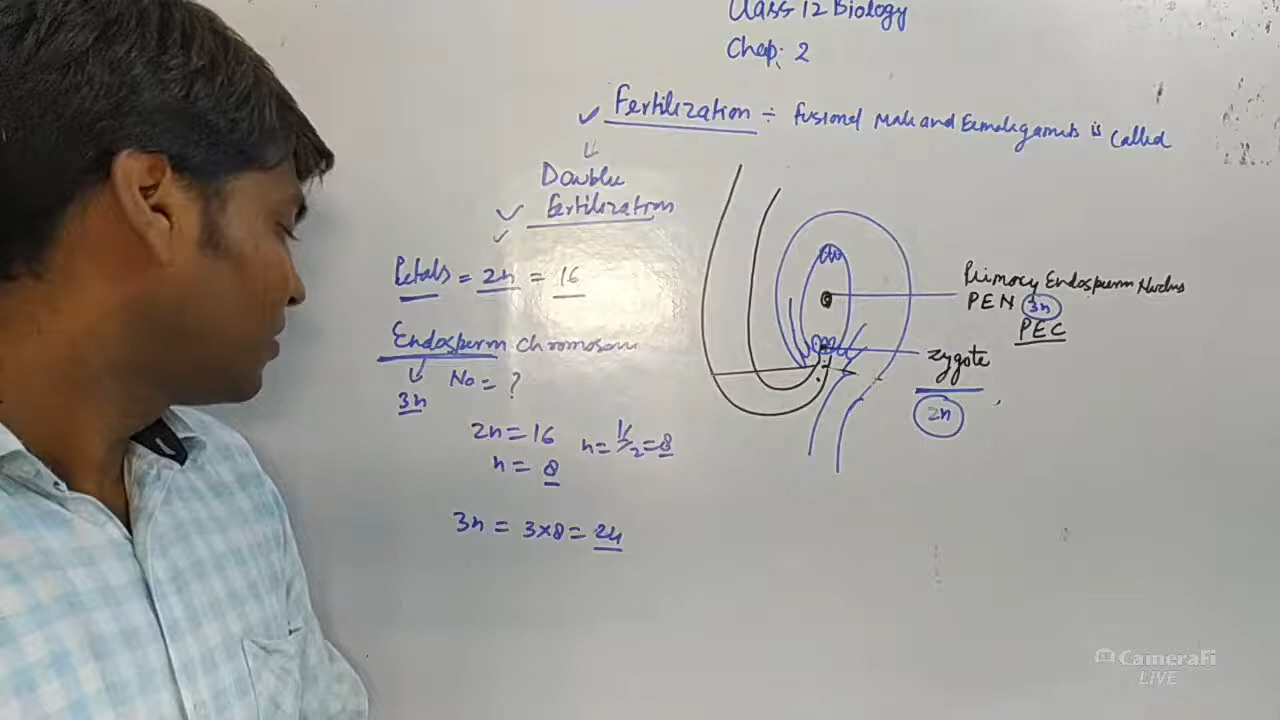 Class 12 Biology
Chap: 2
Fertilization ÷ fusion of Male and Female gamets is called
Double
fertilization
Petals = 2n = 16
Endosperm chromosome
No = ?
3n
2n = 16 n = 16/2 = 8
n = 8
3n = 3×8 = 24
Primary Endosperm Nucleus
PEN 3n
PEC
Zygote
2n
CameraFi
LIVE